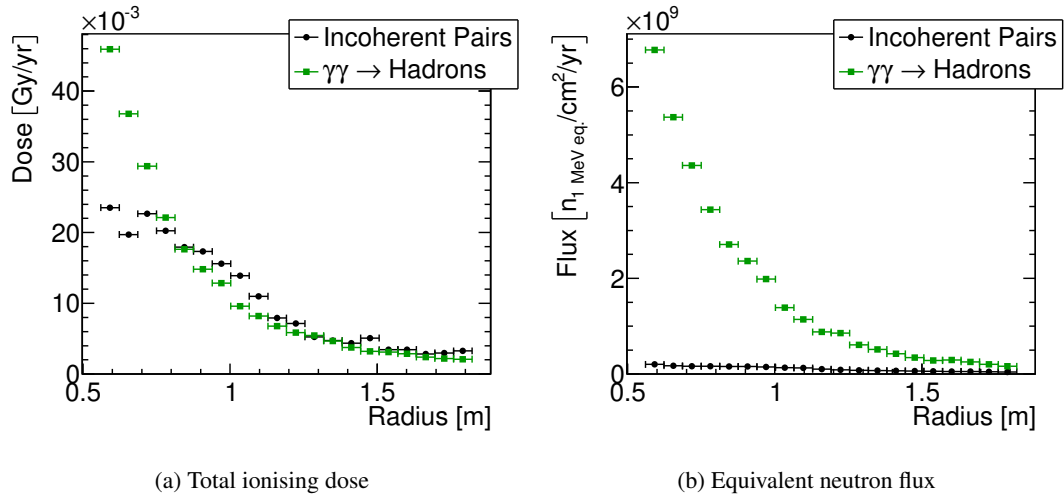 ×10⁻³
Dose [Gy/yr]
Incoherent Pairs
γγ → Hadrons
40
30
20
10
0
0.5 1 1.5
Radius [m]
(a) Total ionising dose
×10⁹
Flux [ n₁ MeV eq./cm²/yr]
Incoherent Pairs
γγ → Hadrons
6
4
2
0
0.5 1 1.5
Radius [m]
(b) Equivalent neutron flux